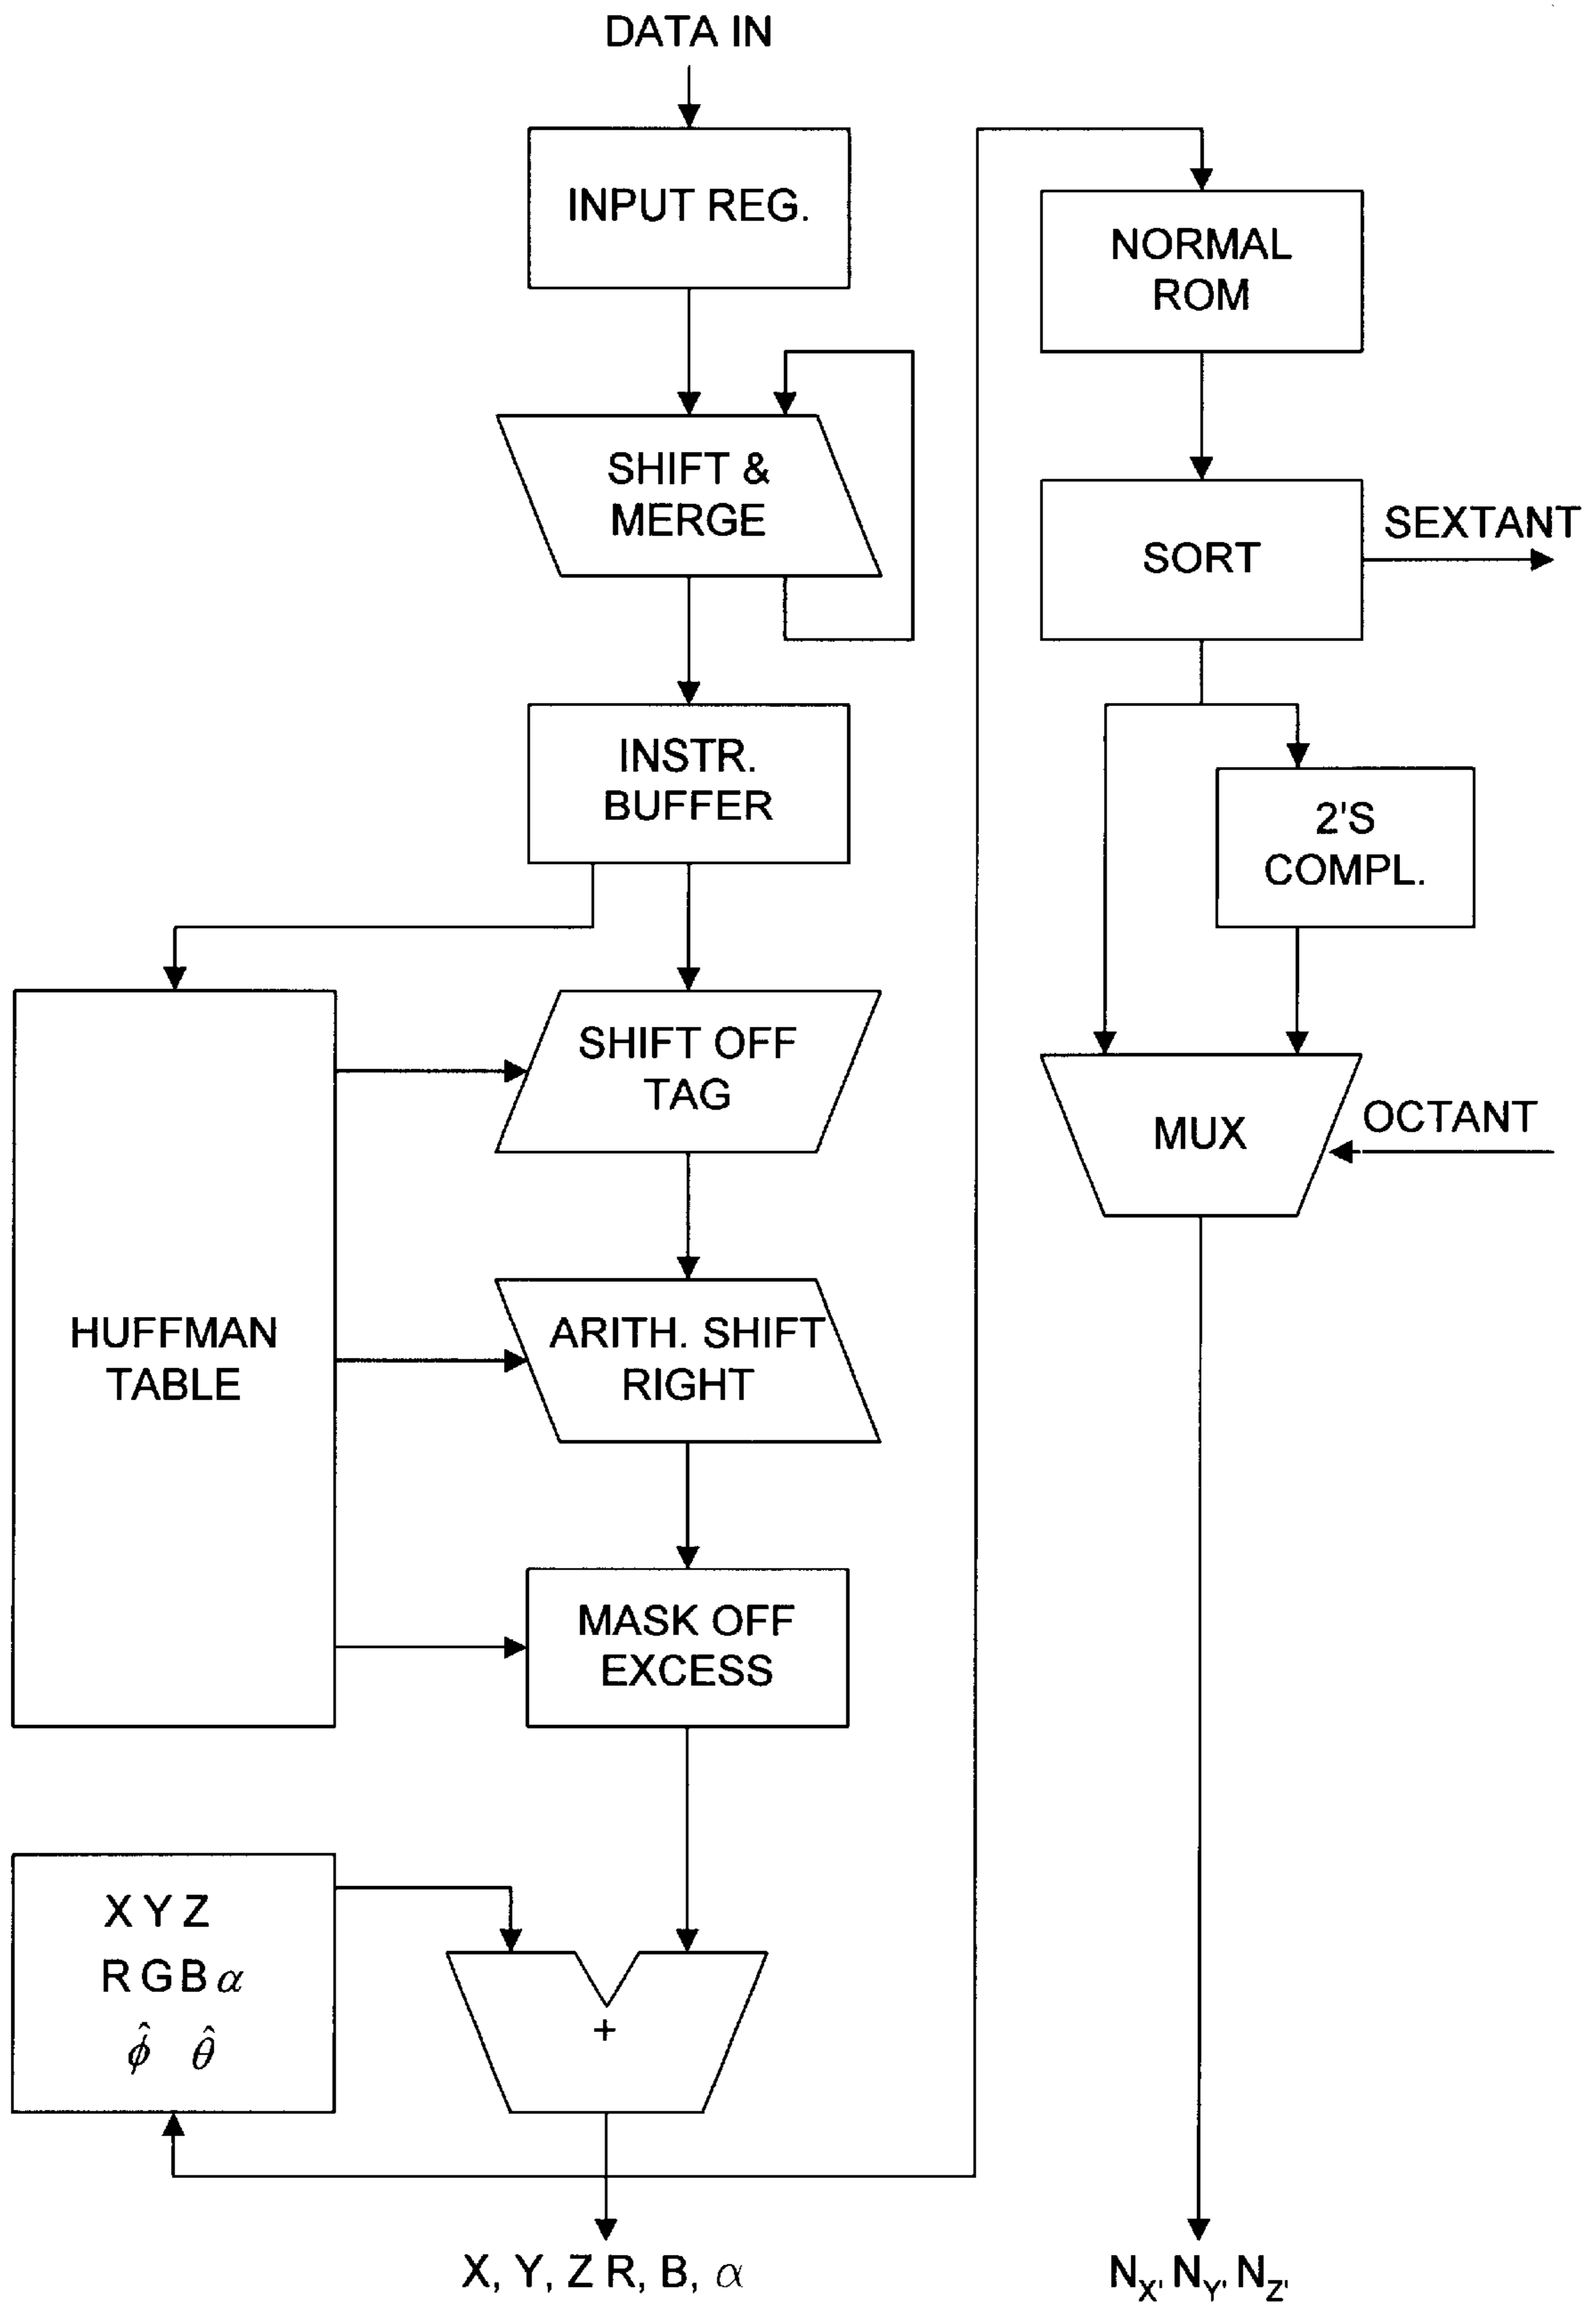 DATA IN
INPUT REG.
SHIFT &
MERGE
INSTR.
BUFFER
HUFFMAN
TABLE
SHIFT OFF
TAG
ARITH. SHIFT
RIGHT
MASK OFF
EXCESS
X Y Z
R G B α
φ̂ θ̂
+
X, Y, Z R, B, α
NORMAL
ROM
SORT
SEXTANT
2'S
COMPL.
MUX
OCTANT
NX' NY' NZ'